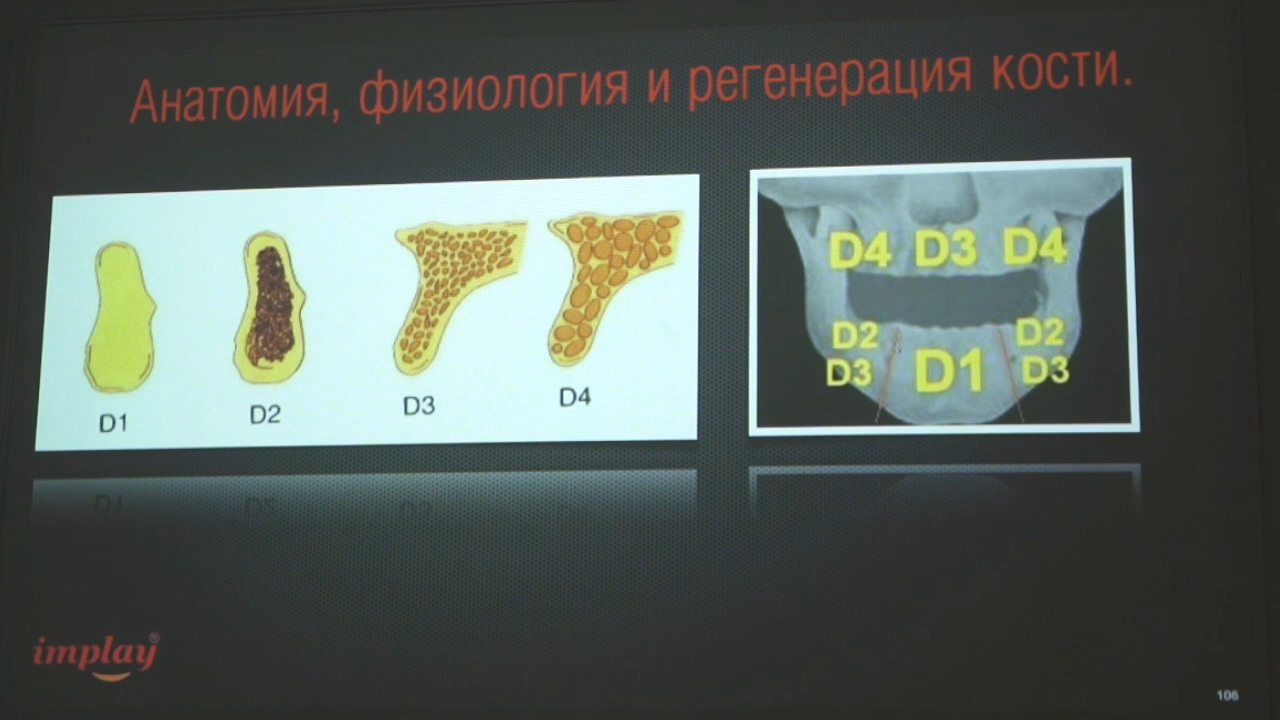 Анатомия, физиология и регенерация кости.
D1 D2 D3 D4
D4 D3 D4
D2 D2
D3 D1 D3
implay®
106